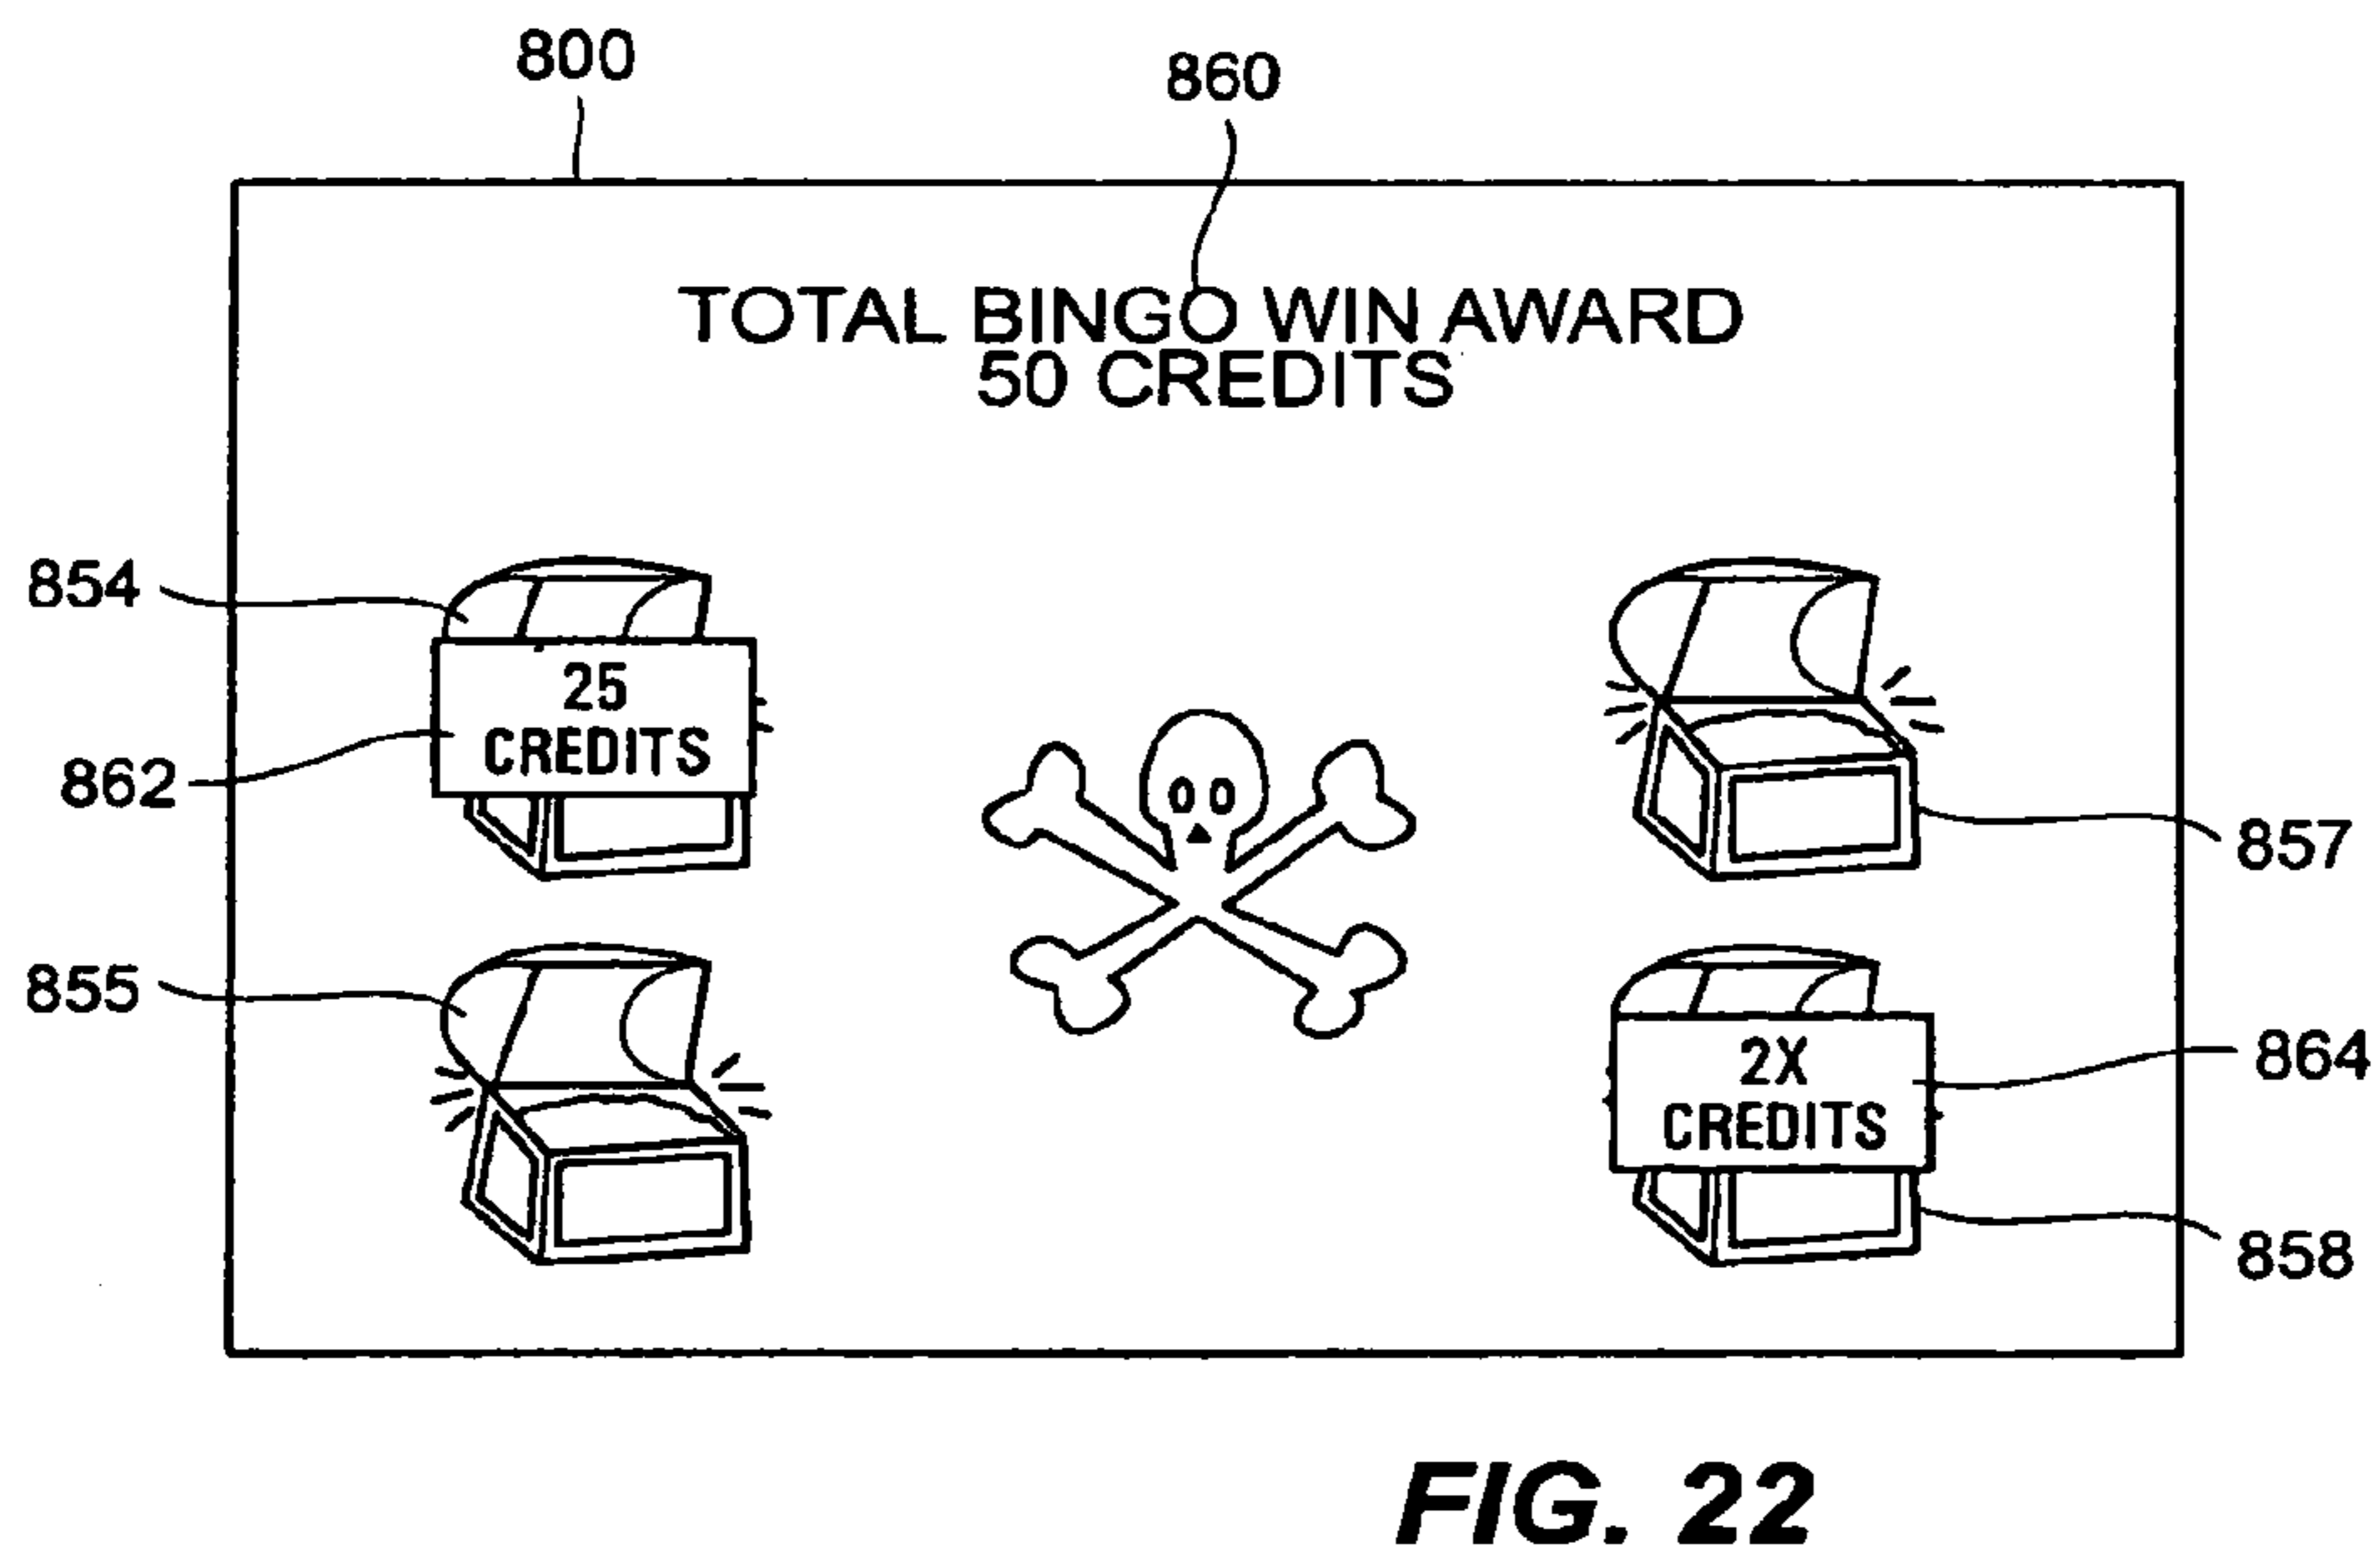 800
860
TOTAL BINGO WIN AWARD
50 CREDITS
854
862
25
CREDITS
857
855
2X
CREDITS
864
858
FIG. 22